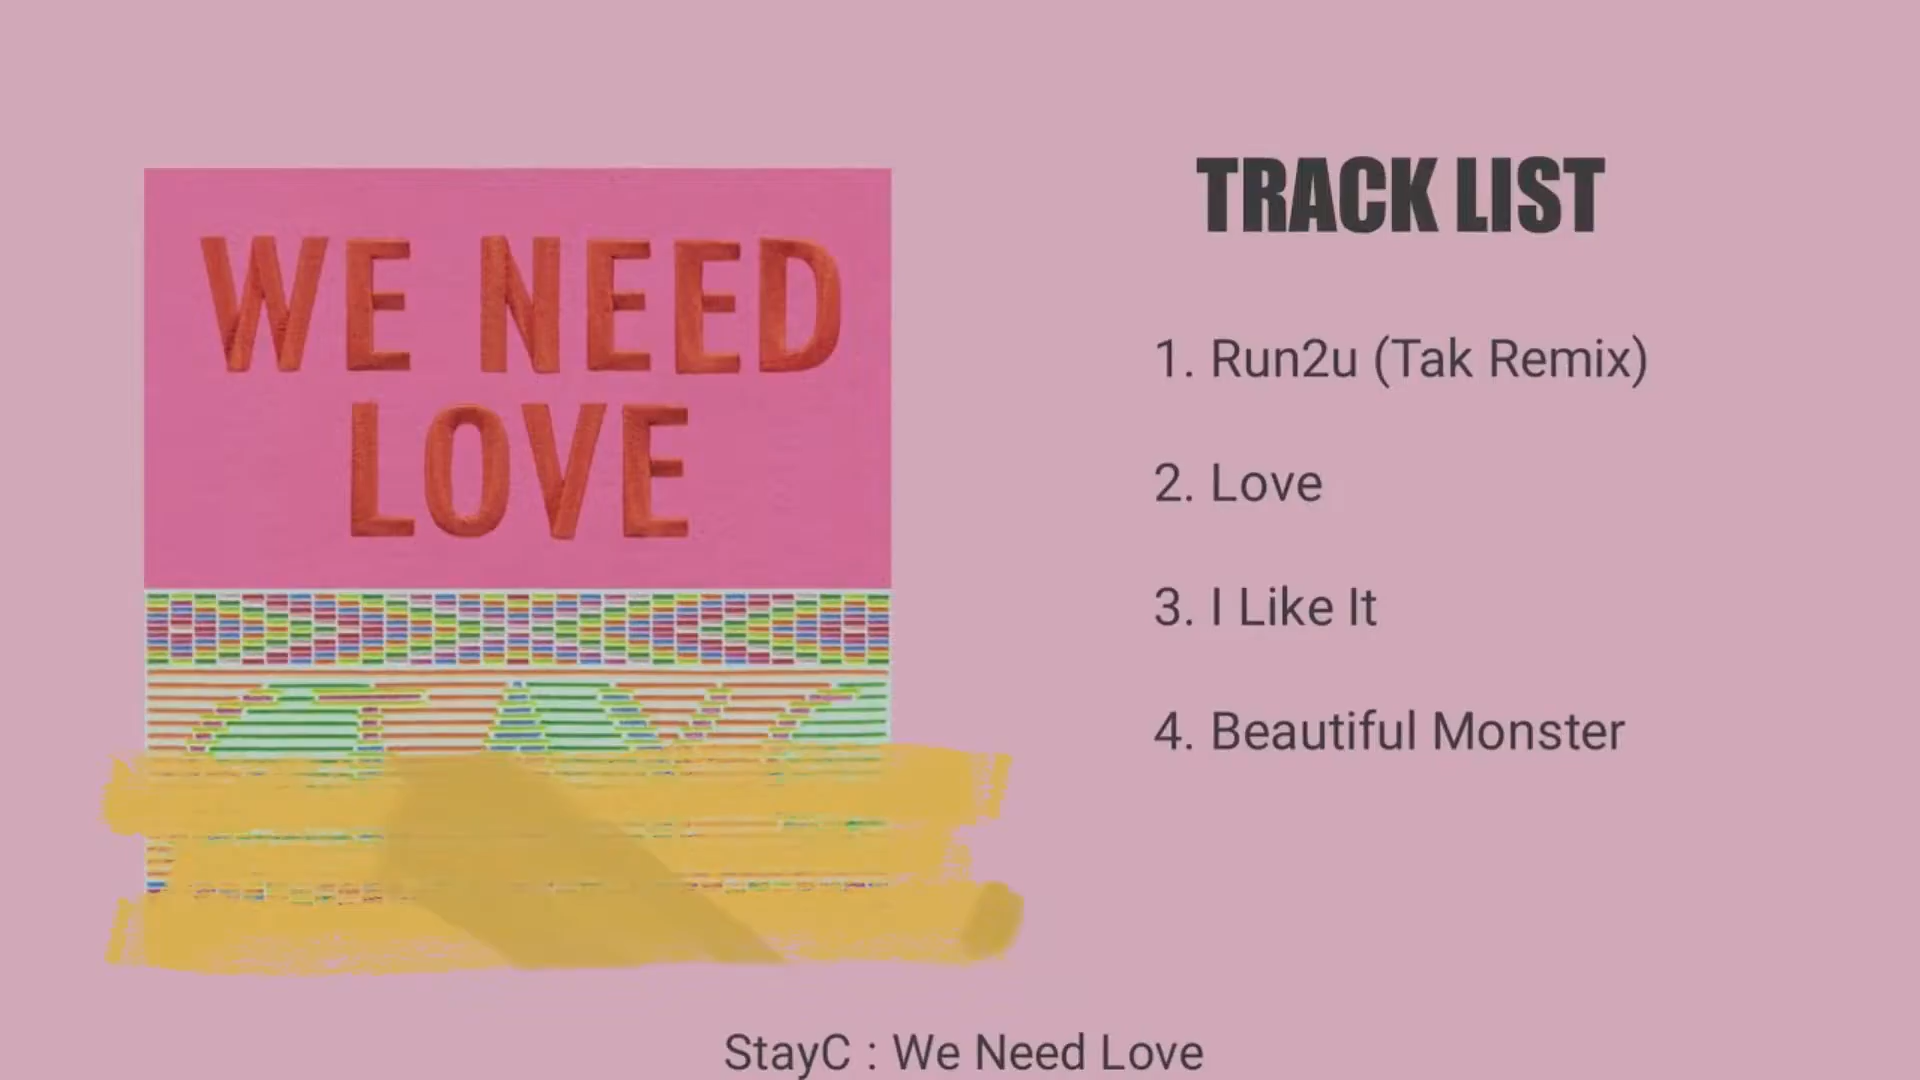 WE NEED
LOVE
TRACK LIST
1. Run2u (Tak Remix)
2. Love
3. I Like It
4. Beautiful Monster
StayC : We Need Love